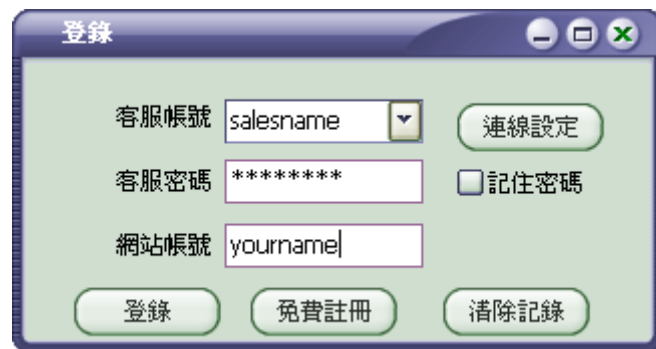 登錄
客服帳號 salesname 連線設定
客服密碼 ******** 記住密碼
網站帳號 yourname
登錄 免費註冊 清除記錄